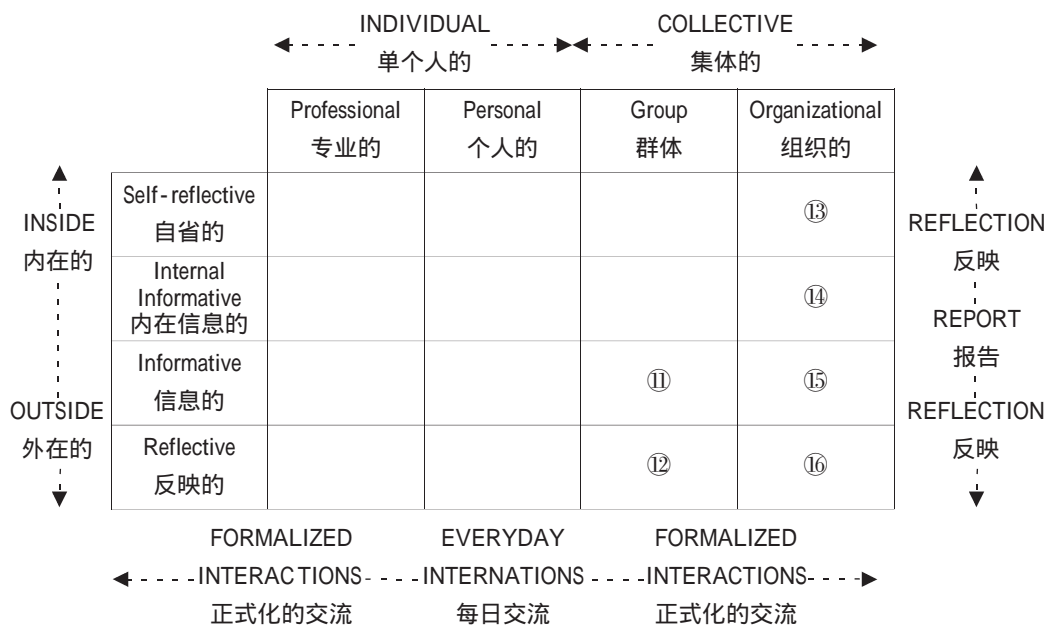 INDIVIDUAL
单个人的
COLLECTIVE
集体的
Professional
专业的
Personal
个人的
Group
群体
Organizational
组织的
INSIDE
内在的
Self-reflective
自省的
⑬
REFLECTION
反映
Internal
Informative
内在信息的
⑭
REPORT
报告
Informative
信息的
⑪
⑮
OUTSIDE
外在的
REFLECTION
反映
Reflective
反映的
⑫
⑯
FORMALIZED
INTERACTIONS
正式化的交流
EVERYDAY
INTERNATIONS
每日交流
FORMALIZED
INTERACTIONS
正式化的交流